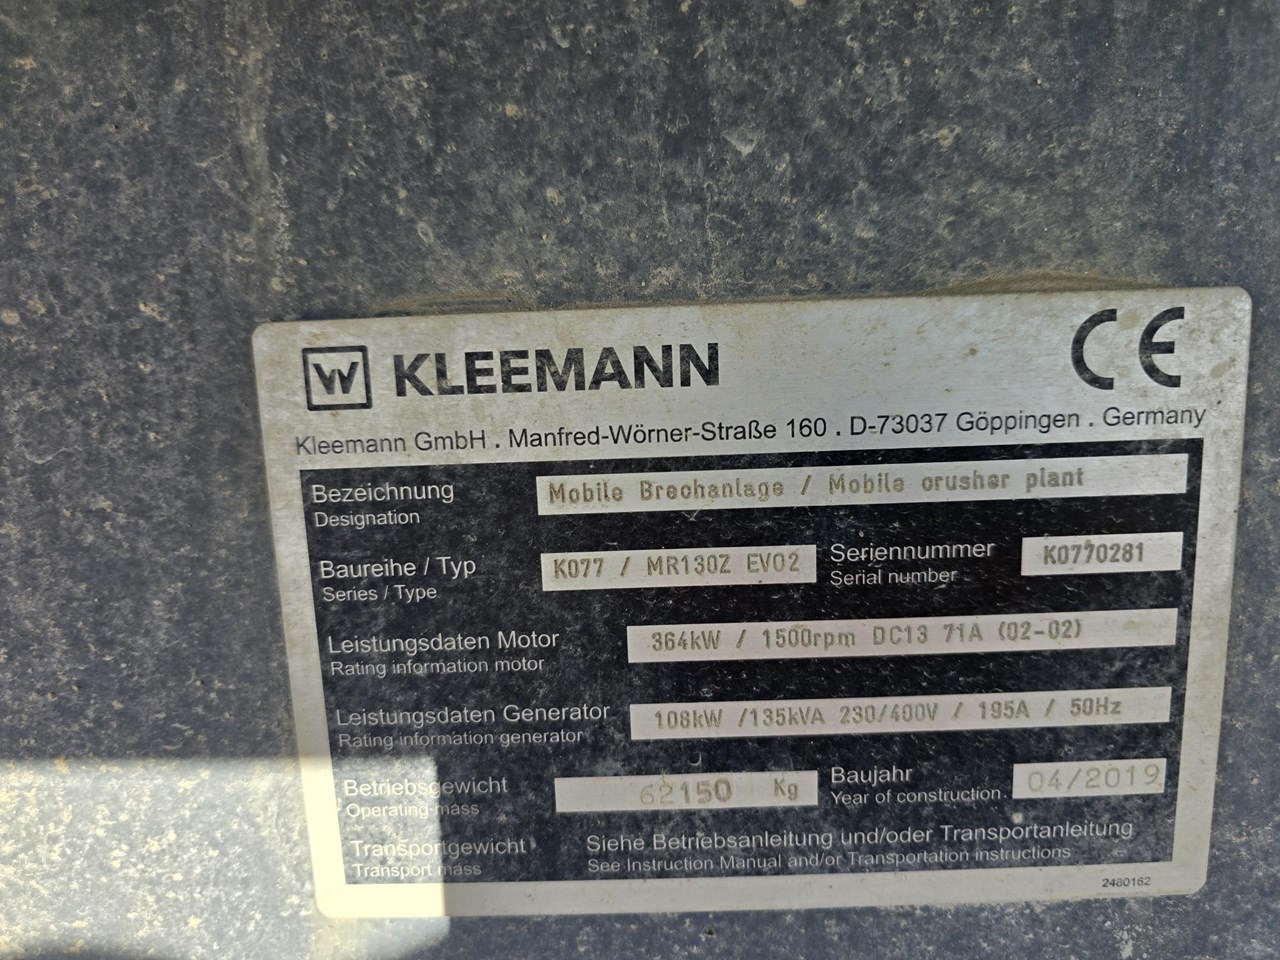 KLEEMANN
CE
Kleemann GmbH . Manfred-Wörner-Straße 160 . D-73037 Göppingen . Germany
Bezeichnung
Designation
Mobile Brechanlage / Mobile crusher plant
Baureihe / Typ
Series / Type
K077 / MR130Z EVO2
Seriennummer
Serial number
K0770281
Leistungsdaten Motor
Rating information motor
364kW / 1500rpm DC13 71A (02-02)
Leistungsdaten Generator
Rating information generator
108kW /135kVA 230/400V / 195A / 50Hz
Betriebsgewicht
Operating mass
62150 Kg
Baujahr
Year of construction
04/2019
Transportgewicht
Transport mass
Siehe Betriebsanleitung und/oder Transportanleitung
See Instruction Manual and/or Transportation instructions
2480162